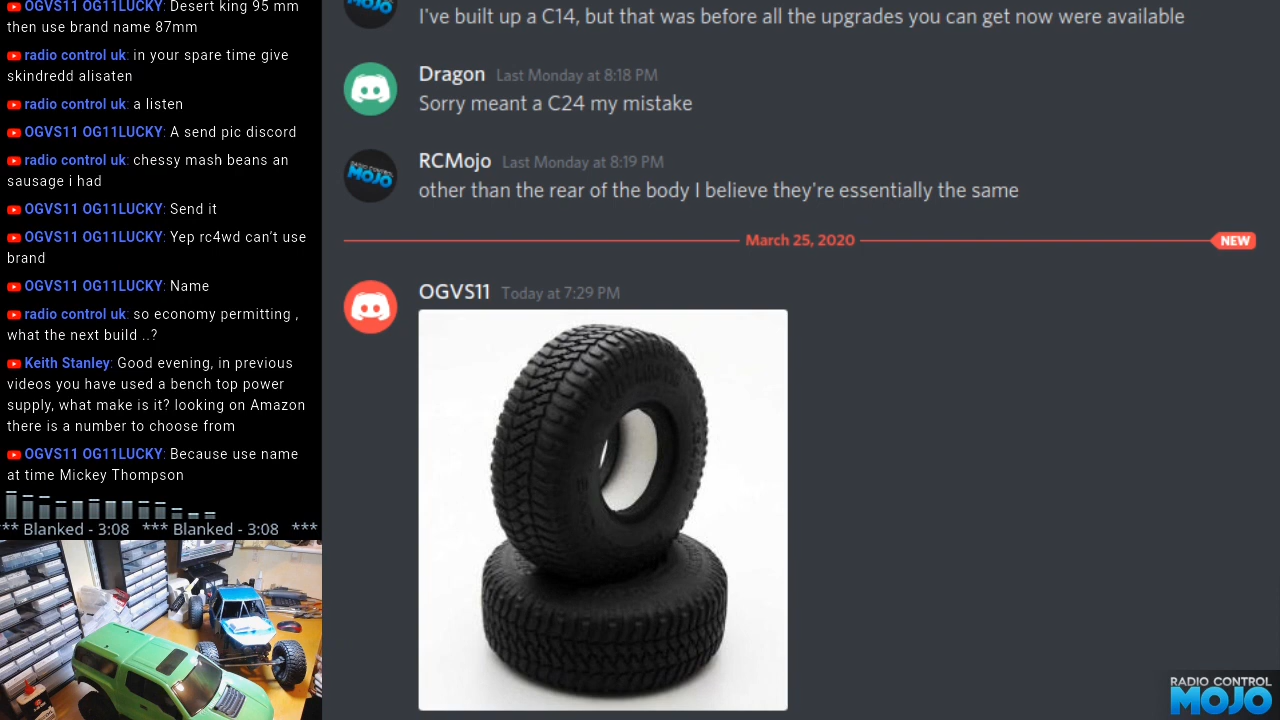 OGVS11 OG11LUCKY: Desert king 95 mm
then use brand name 87mm
radio control uk: in your spare time give
skindredd alisaten
radio control uk: a listen
OGVS11 OG11LUCKY: A send pic discord
radio control uk: chessy mash beans an
sausage i had
OGVS11 OG11LUCKY: Send it
OGVS11 OG11LUCKY: Yep rc4wd can’t use
brand
OGVS11 OG11LUCKY: Name
radio control uk: so economy permitting ,
what the next build ..?
Keith Stanley: Good evening, in previous
videos you have used a bench top power
supply, what make is it? looking on Amazon
there is a number to choose from
OGVS11 OG11LUCKY: Because use name
at time Mickey Thompson
** Blanked - 3:08 *** Blanked - 3:08 ***
MOJO
I've built up a C14, but that was before all the upgrades you can get now were available
Dragon Last Monday at 8:18 PM
Sorry meant a C24 my mistake
RADIO CONTROL
MOJO
RCMojo Last Monday at 8:19 PM
other than the rear of the body I believe they're essentially the same
March 25, 2020
NEW
OGVS11 Today at 7:29 PM
RADIO CONTROL
MOJO